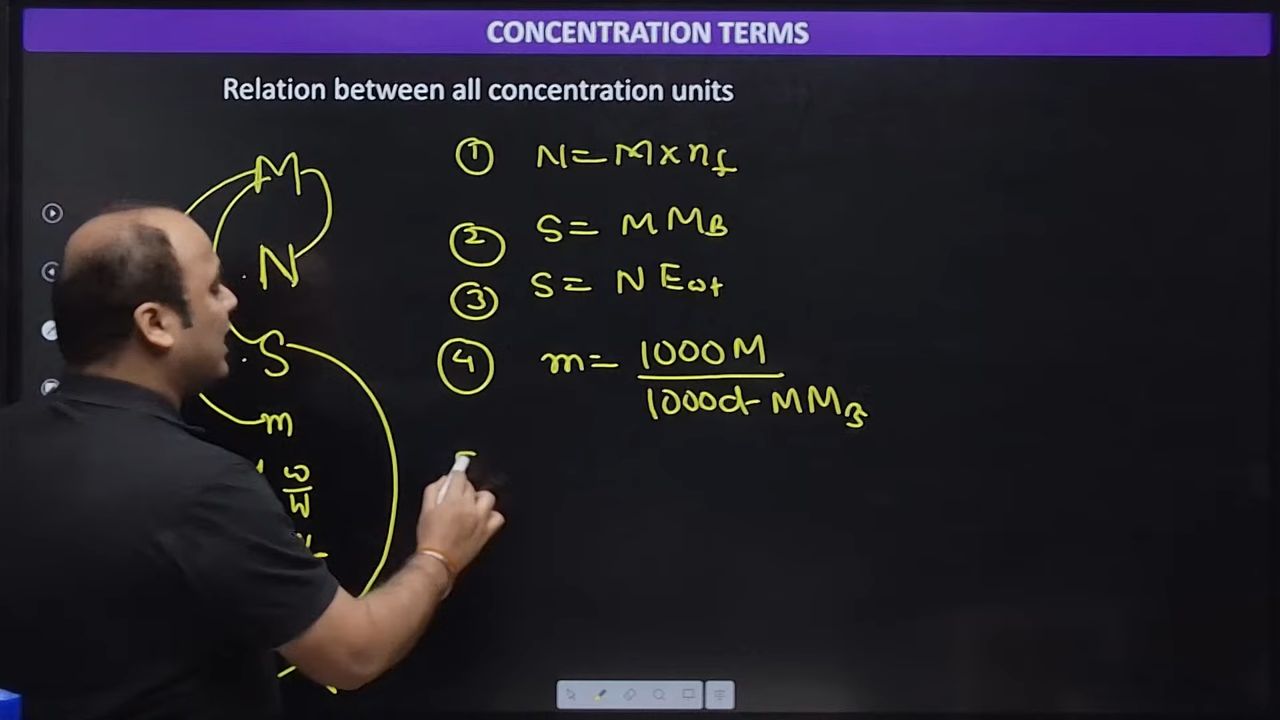 CONCENTRATION TERMS
Relation between all concentration units
M
N
S
m
w/w
① N = M × nf
② S = M MB
③ S = N Ewt
④ m = 1000 M / 1000d - M MB